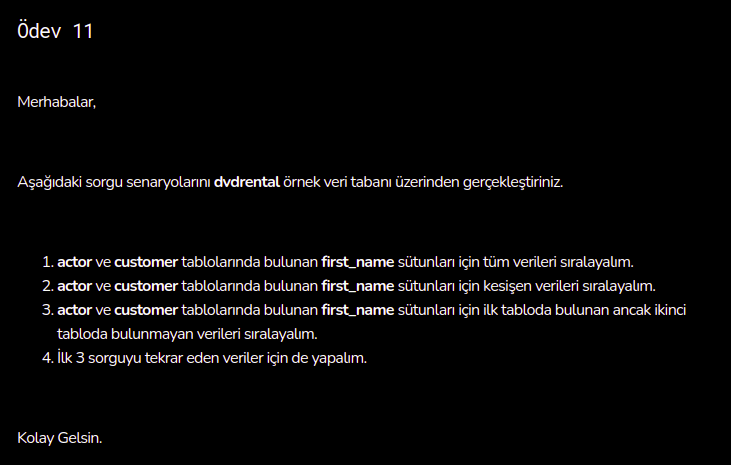 Ödev 11
Merhabalar,
Aşağıdaki sorgu senaryolarını dvdrental örnek veri tabanı üzerinden gerçekleştiriniz.
1. actor ve customer tablolarında bulunan first_name sütunları için tüm verileri sıralayalım.
2. actor ve customer tablolarında bulunan first_name sütunları için kesişen verileri sıralayalım.
3. actor ve customer tablolarında bulunan first_name sütunları için ilk tabloda bulunan ancak ikinci
tabloda bulunmayan verileri sıralayalım.
4. İlk 3 sorguyu tekrar eden veriler için de yapalım.
Kolay Gelsin.